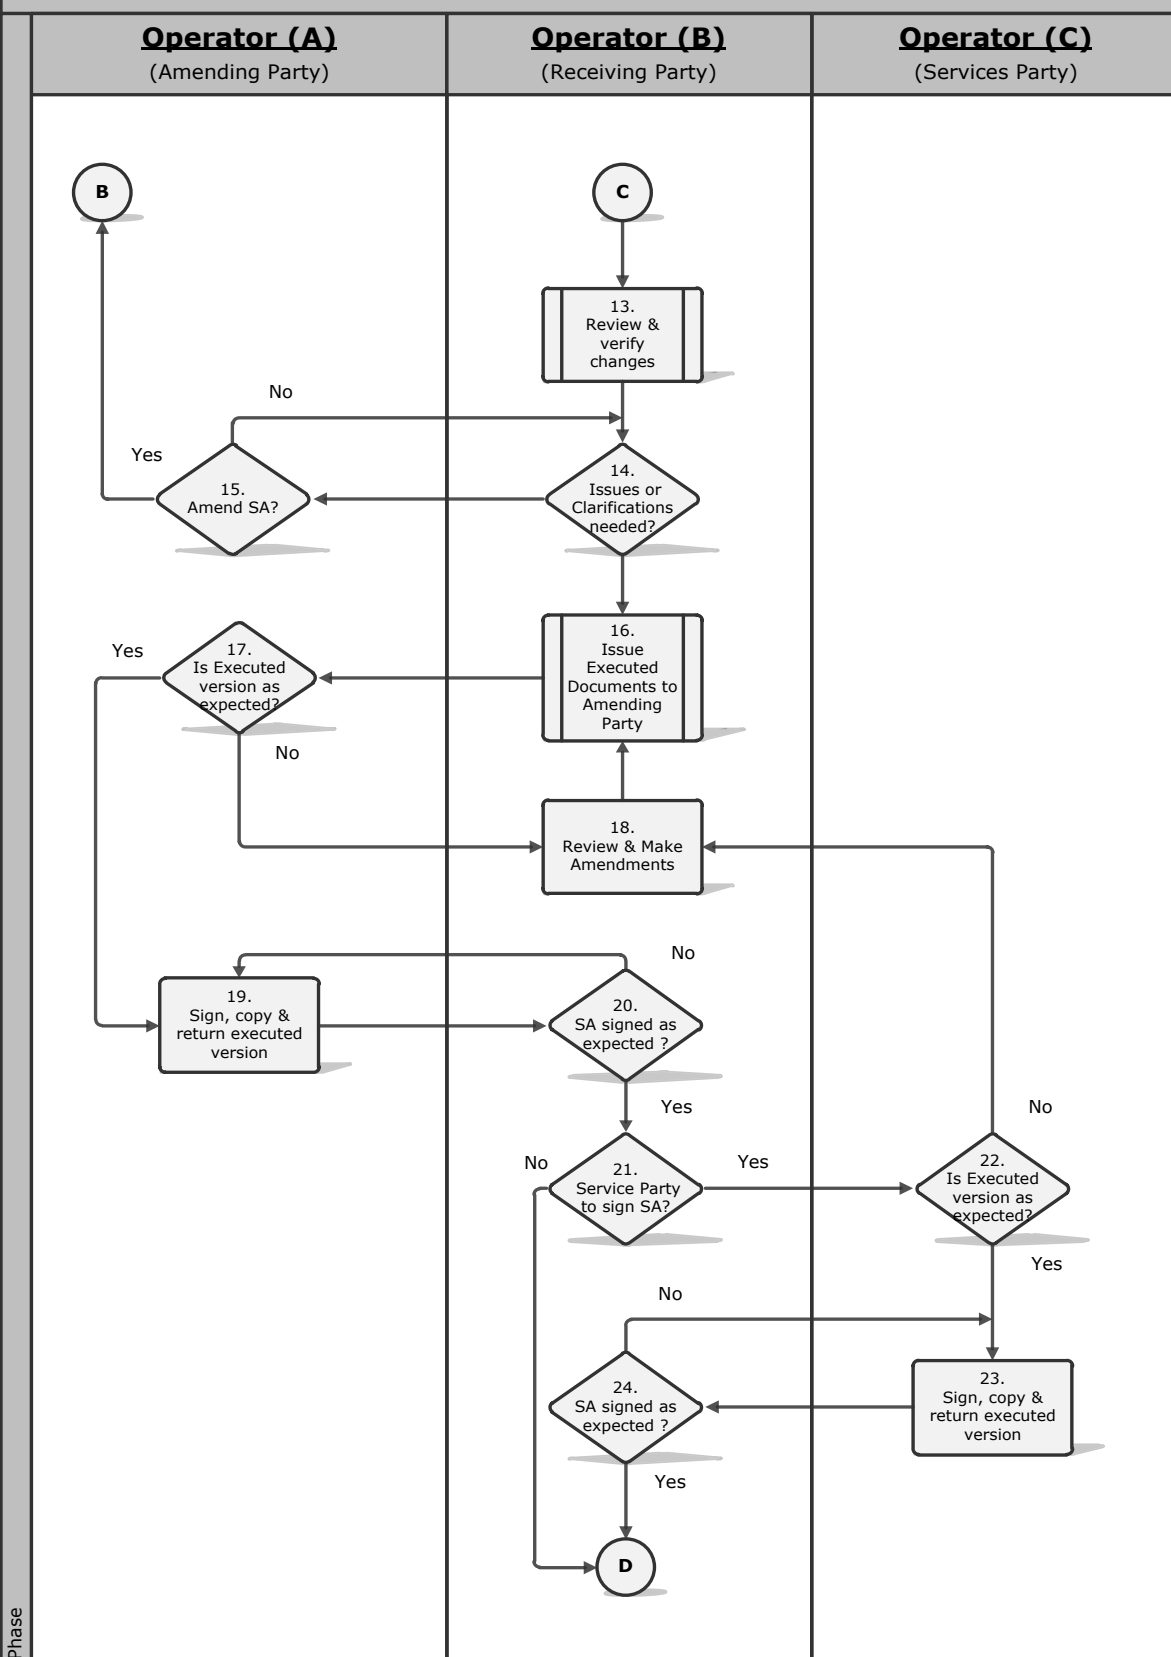 Operator (A)
(Amending Party)
Operator (B)
(Receiving Party)
Operator (C)
(Services Party)
B
C
13.
Review &
verify
changes
No
Yes
15.
Amend SA?
14.
Issues or
Clarifications
needed?
Yes
17.
Is Executed
version as
expected?
No
16.
Issue
Executed
Documents to
Amending
Party
18.
Review & Make
Amendments
No
19.
Sign, copy &
return executed
version
20.
SA signed as
expected ?
Yes
No
No
21.
Service Party
to sign SA?
Yes
22.
Is Executed
version as
expected?
Yes
No
24.
SA signed as
expected ?
23.
Sign, copy &
return executed
version
Yes
D
Phase